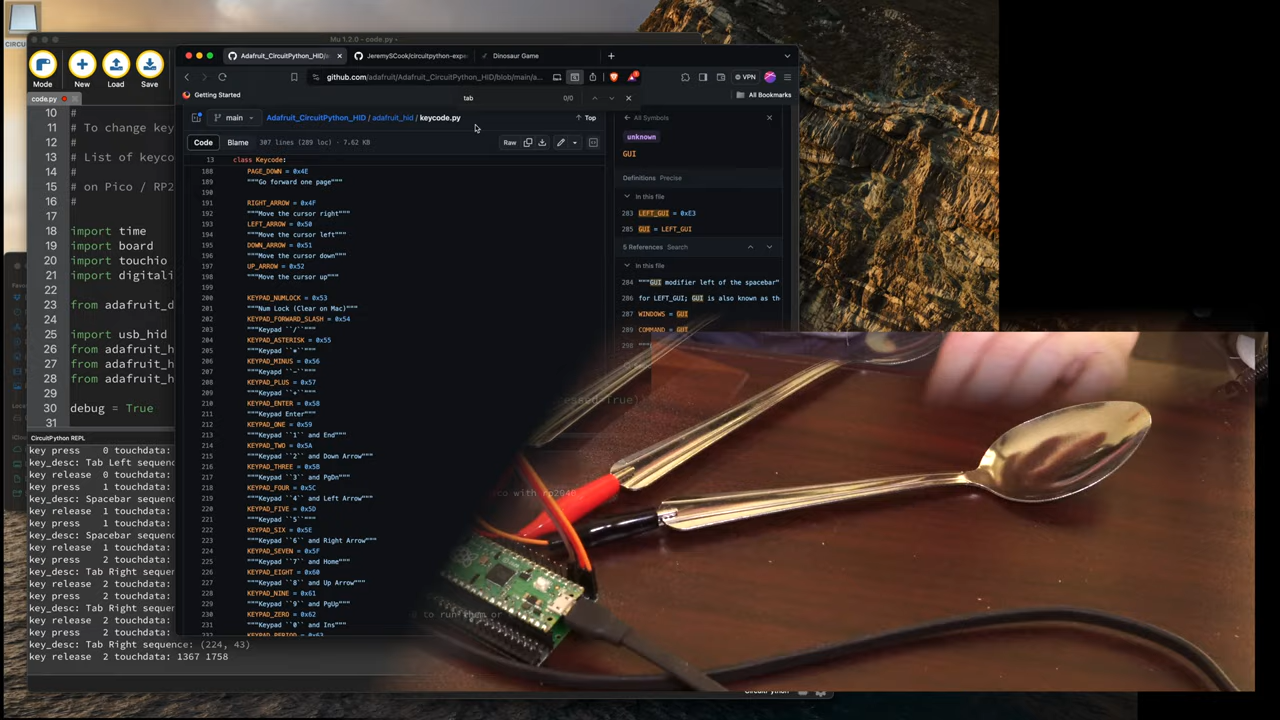 CIRCU
Mu 1.2.0 - code.py
Mode
New
Load
Save
code.py
10 #
11 # To change key
12 #
13 # List of keyco
14 #
15 # on Pico / RP2
16 #
17
18 import time
19 import board
20 import touchio
21 import digitali
22
23 from adafruit_d
24
25 import usb_hid
26 from adafruit_h
27 from adafruit_h
28 from adafruit_h
29
30 debug = True
31
CircuitPython REPL
key press 0 touchdata:
key_desc: Tab Left sequenc
key release 0 touchdata:
key press 1 touchdata:
key_desc: Spacebar sequenc
key release 1 touchdata:
key press 1 touchdata:
key_desc: Spacebar sequenc
key release 1 touchdata:
key press 2 touchdata:
key_desc: Tab Right sequen
key release 2 touchdata:
key press 2 touchdata:
key_desc: Tab Right sequen
key release 2 touchdata:
key press 2 touchdata:
key_desc: Tab Right sequence: (224, 43)
key release 2 touchdata: 1367 1758
Adafruit_CircuitPython_HID/
JeremySCook/circuitpython-exp
Dinosaur Game
github.com/adafruit/Adafruit_CircuitPython_HID/blob/main/a...
VPN
Getting Started
All Bookmarks
tab 0/0
main
Adafruit_CircuitPython_HID / adafruit_hid / keycode.py
Top
Code
Blame
307 lines (289 loc) · 7.62 KB
Raw
13 class Keycode:
188 PAGE_DOWN = 0x4E
189 """Go forward one page"""
190
191 RIGHT_ARROW = 0x4F
192 """Move the cursor right"""
193 LEFT_ARROW = 0x50
194 """Move the cursor left"""
195 DOWN_ARROW = 0x51
196 """Move the cursor down"""
197 UP_ARROW = 0x52
198 """Move the cursor up"""
199
200 KEYPAD_NUMLOCK = 0x53
201 """Num Lock (Clear on Mac)"""
202 KEYPAD_FORWARD_SLASH = 0x54
203 """Keypad ``/``"""
204 KEYPAD_ASTERISK = 0x55
205 """Keypad ``*``"""
206 KEYPAD_MINUS = 0x56
207 """Keyapd ``-``"""
208 KEYPAD_PLUS = 0x57
209 """Keypad ``+``"""
210 KEYPAD_ENTER = 0x58
211 """Keypad Enter"""
212 KEYPAD_ONE = 0x59
213 """Keypad ``1`` and End"""
214 KEYPAD_TWO = 0x5A
215 """Keypad ``2`` and Down Arrow"""
216 KEYPAD_THREE = 0x5B
217 """Keypad ``3`` and PgDn"""
218 KEYPAD_FOUR = 0x5C
219 """Keypad ``4`` and Left Arrow"""
220 KEYPAD_FIVE = 0x5D
221 """Keypad ``5``"""
222 KEYPAD_SIX = 0x5E
223 """Keypad ``6`` and Right Arrow"""
224 KEYPAD_SEVEN = 0x5F
225 """Keypad ``7`` and Home"""
226 KEYPAD_EIGHT = 0x60
227 """Keypad ``8`` and Up Arrow"""
228 KEYPAD_NINE = 0x61
229 """Keypad ``9`` and PgUp"""
230 KEYPAD_ZERO = 0x62
231 """Keypad ``0`` and Ins"""
232 KEYPAD_PERIOD = 0x63
All Symbols
unknown
GUI
Definitions Precise
In this file
283 LEFT_GUI = 0xE3
285 GUI = LEFT_GUI
5 References Search
In this file
284 """GUI modifier left of the spacebar"
286 for LEFT_GUI; GUI is also known as th
287 WINDOWS = GUI
289 COMMAND = GUI
298
ico with rp2040
to run them or